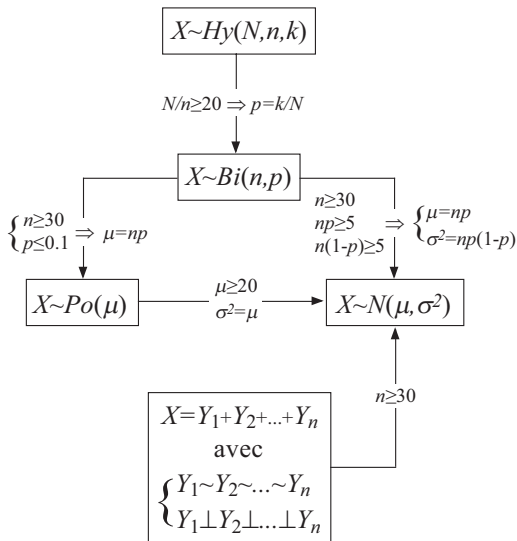 X~Hy(N,n,k)
N/n≥20 ⇒ p=k/N
X~Bi(n,p)
{n≥30
p≤0.1 ⇒ μ=np
n≥30
np≥5
n(1-p)≥5 ⇒ {μ=np
σ²=np(1-p)
X~Po(μ)
μ≥20
σ²=μ
X~N(μ,σ²)
n≥30
X=Y₁+Y₂+...+Yₙ
avec
{Y₁~Y₂~...~Yₙ
Y₁⊥Y₂⊥...⊥Yₙ